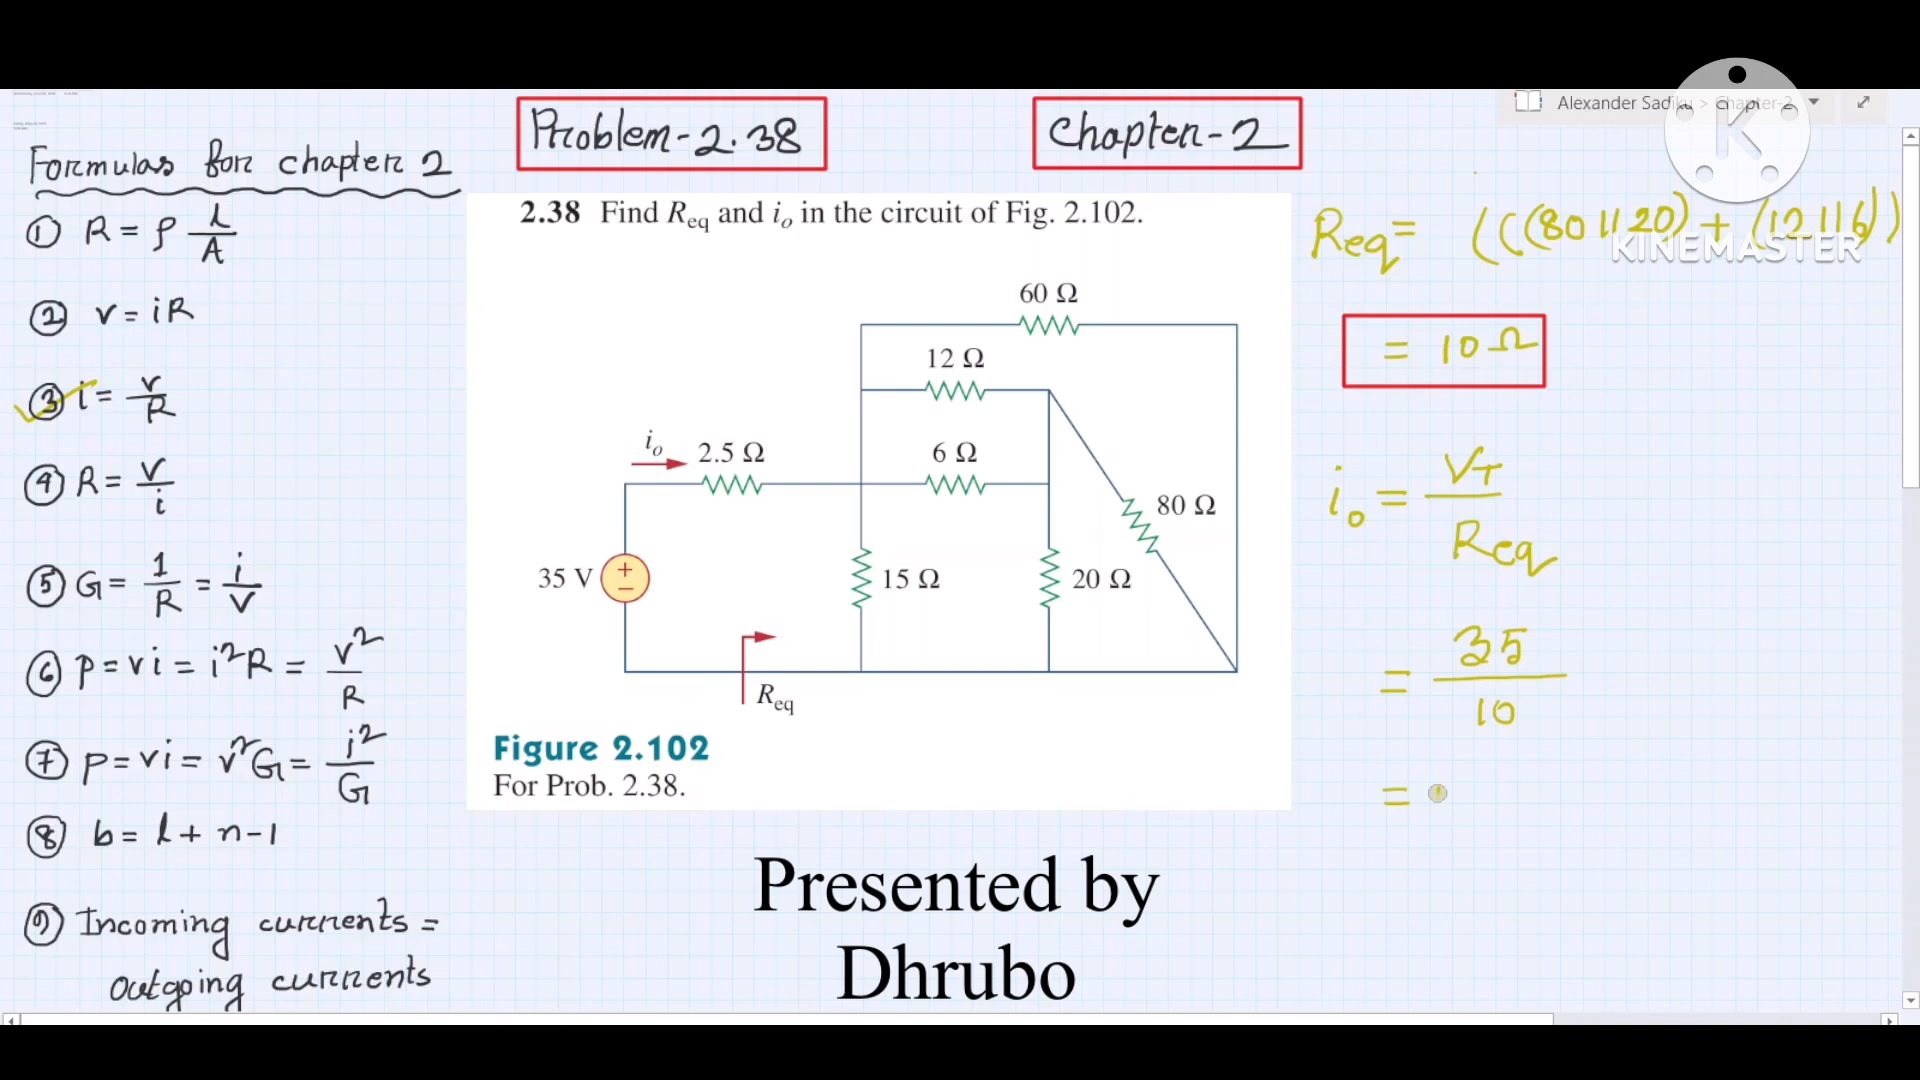 Alexander Sadiku > Chapter-2
Problem-2.38
Chapter-2
Formulas for chapter 2
① R = ρ l/A
② v = iR
③ i = v/R
④ R = v/i
⑤ G = 1/R = i/v
⑥ p = vi = i²R = v²/R
⑦ p = vi = v²G = i²/G
⑧ b = l + n - 1
⑨ Incoming currents =
outgoing currents
2.38 Find Req and io in the circuit of Fig. 2.102.
60 Ω
12 Ω
io
2.5 Ω
6 Ω
80 Ω
35 V
+
−
15 Ω
20 Ω
Req
Figure 2.102
For Prob. 2.38.
Req = (((80 || 20) + (12 || 6))
K
KINEMASTER
= 10 Ω
io = VT/Req
= 35/10
=
Presented by
Dhrubo